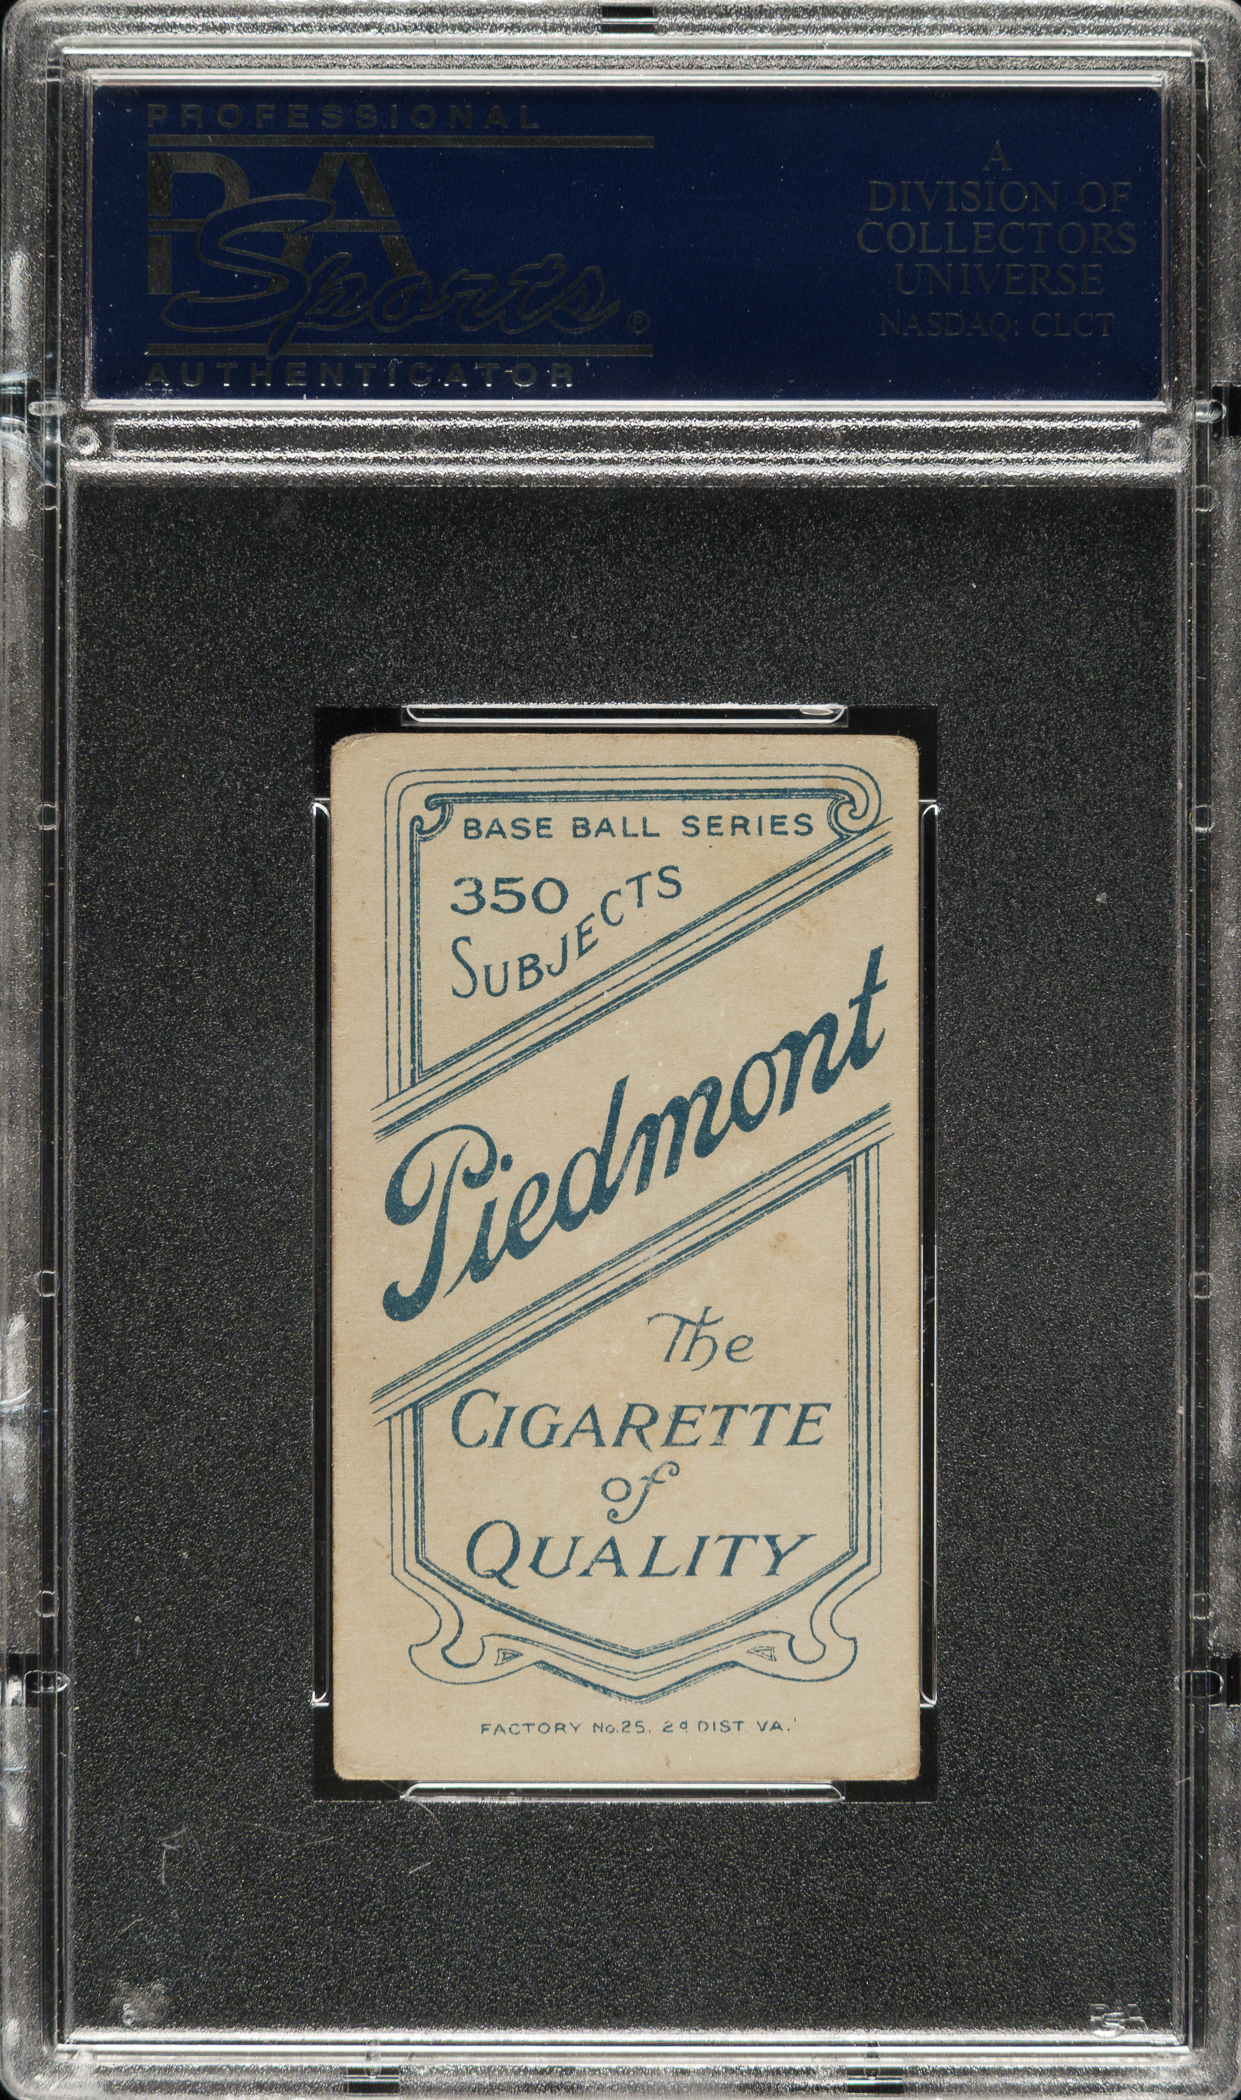 PROFESSIONAL
PSA
Sports®
AUTHENTICATOR
A
DIVISION OF
COLLECTORS
UNIVERSE
NASDAQ: CLCT
BASE BALL SERIES
350
SUBJECTS
Piedmont
The
CIGARETTE
of
QUALITY
FACTORY No. 25. 2d DIST VA.